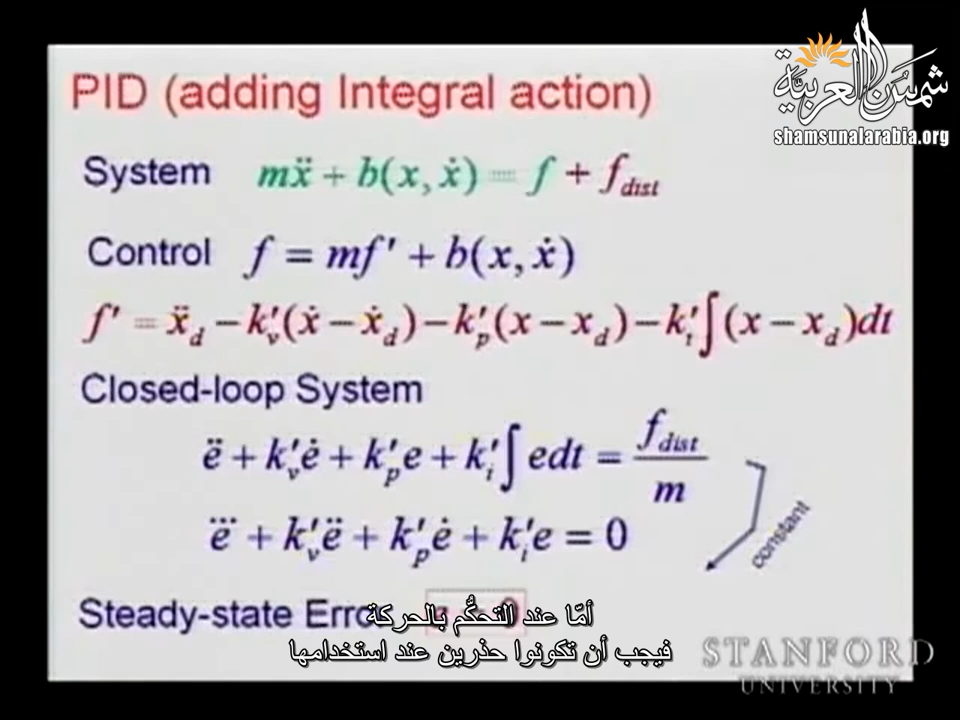 شمس العربية
shamsunalarabia.org
PID (adding Integral action)
System mẍ + b(x, ẋ) = f + f_dist
Control f = mf' + b(x, ẋ)
f' = ẍ_d − k'_v(ẋ − ẋ_d) − k'_p(x − x_d) − k'_i∫(x − x_d)dt
Closed-loop System
ë + k'_vė + k'_pe + k'_i∫edt = f_dist/m
e⃛ + k'_vë + k'_pė + k'_ie = 0
constant
Steady-state Erro
أمّا عند التحكُّم بالحركة
فيجب أن تكونوا حذرين عند استخدامها
STANFORD
UNIVERSITY